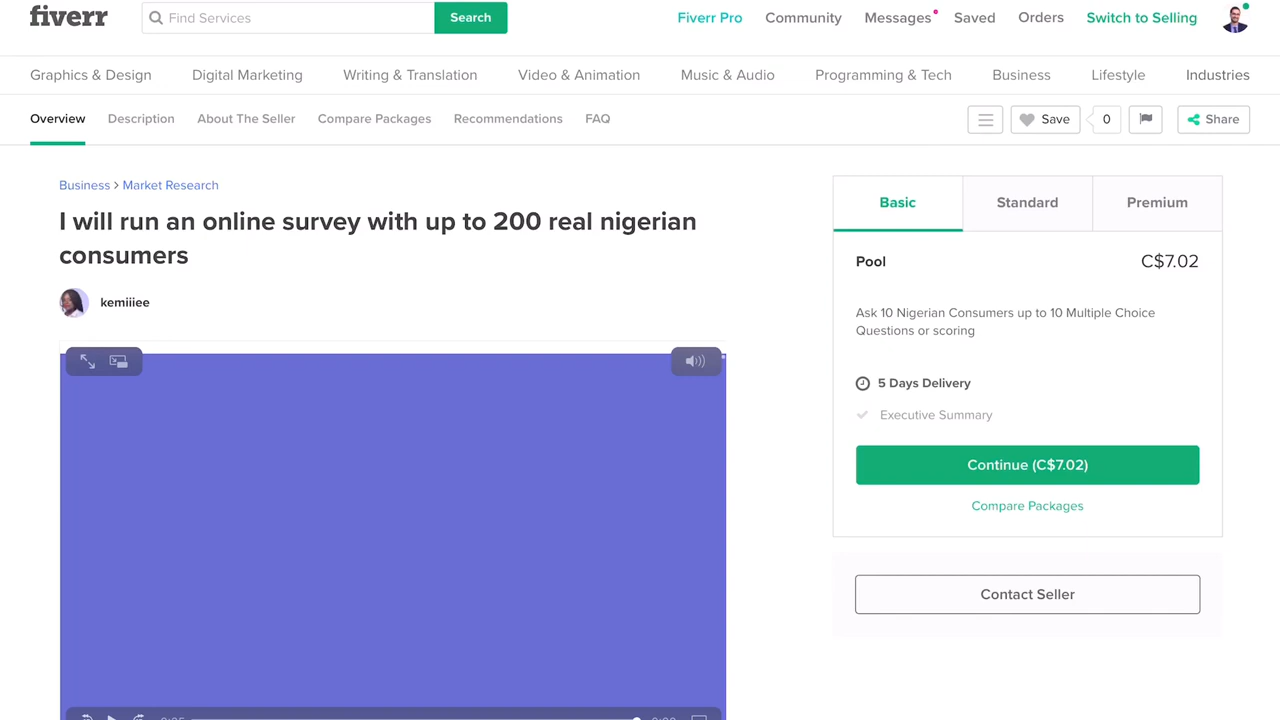 fiverr
Find Services
Search
Fiverr Pro
Community
Messages
Saved
Orders
Switch to Selling
Graphics & Design
Digital Marketing
Writing & Translation
Video & Animation
Music & Audio
Programming & Tech
Business
Lifestyle
Industries
Overview
Description
About The Seller
Compare Packages
Recommendations
FAQ
Save
0
Share
Business > Market Research
I will run an online survey with up to 200 real nigerian
consumers
kemiiiee
Basic
Standard
Premium
Pool
C$7.02
Ask 10 Nigerian Consumers up to 10 Multiple Choice
Questions or scoring
5 Days Delivery
Executive Summary
Continue (C$7.02)
Compare Packages
Contact Seller